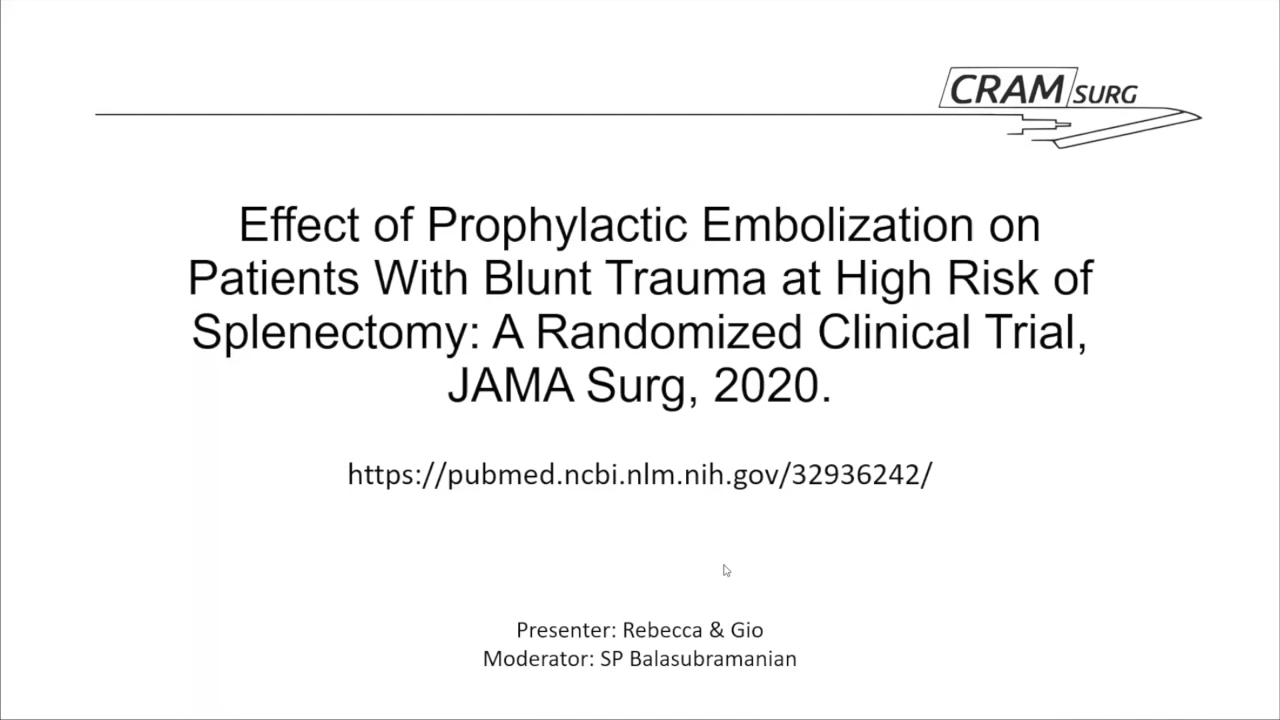 CRAM SURG
Effect of Prophylactic Embolization on
Patients With Blunt Trauma at High Risk of
Splenectomy: A Randomized Clinical Trial,
JAMA Surg, 2020.
https://pubmed.ncbi.nlm.nih.gov/32936242/
Presenter: Rebecca & Gio
Moderator: SP Balasubramanian